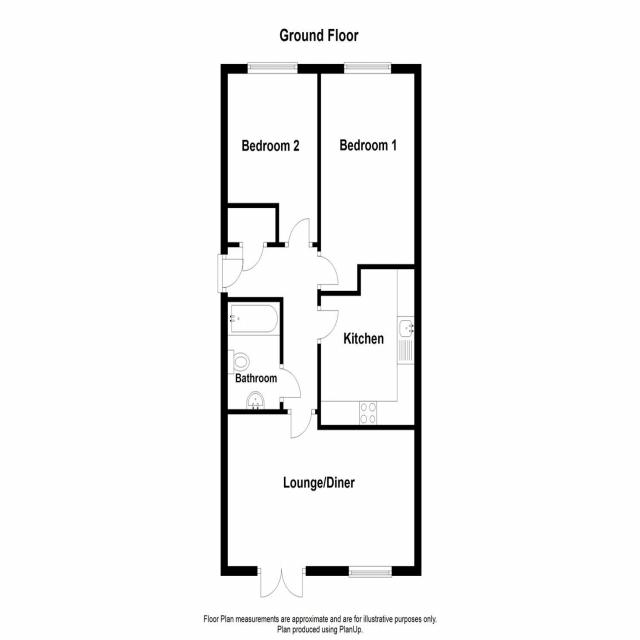 Ground Floor
Bedroom 2
Bedroom 1
Kitchen
Bathroom
Lounge/Diner
Floor Plan measurements are approximate and are for illustrative purposes only.
Plan produced using PlanUp.